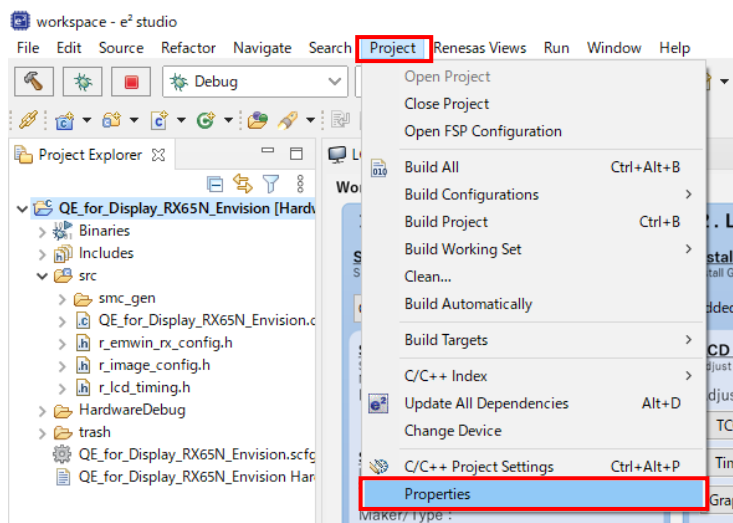 workspace - e² studio
File Edit Source Refactor Navigate Search Project Renesas Views Run Window Help
Debug
Project Explorer
QE_for_Display_RX65N_Envision [Hardw
Binaries
Includes
src
smc_gen
QE_for_Display_RX65N_Envision.c
r_emwin_rx_config.h
r_image_config.h
r_lcd_timing.h
HardwareDebug
trash
QE_for_Display_RX65N_Envision.scfg
QE_for_Display_RX65N_Envision Har
Open Project
Close Project
Open FSP Configuration
Build All Ctrl+Alt+B
Build Configurations
Build Project Ctrl+B
Build Working Set
Clean...
Build Automatically
Build Targets
C/C++ Index
Update All Dependencies Alt+D
Change Device
C/C++ Project Settings Ctrl+Alt+P
Properties
Maker/Type :